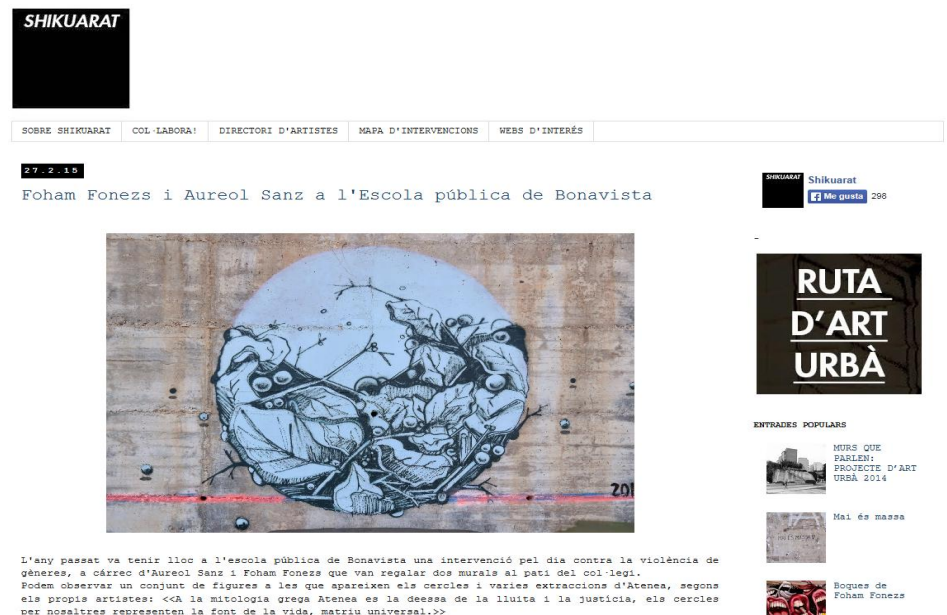 SHIKUARAT
SOBRE SHIKUARAT
COL·LABORA!
DIRECTORI D'ARTISTES
MAPA D'INTERVENCIONS
WEBS D'INTERÉS
27.2.15
Foham Fonezs i Aureol Sanz a l'Escola pública de Bonavista
201
L'any passat va tenir lloc a l'escola pública de Bonavista una intervenció pel dia contra la violència de
gèneres, a càrrec d'Aureol Sanz i Foham Fonezs que van regalar dos murals al pati del col·legi.
Podem observar un conjunt de figures a les que apareixen els cercles i varies extraccions d'Atenea, segons
els propis artistes: <<A la mitologia grega Atenea es la deessa de la lluita i la justícia, els cercles
per nosaltres representen la font de la vida, matriu universal.>>
SHIKUARAT
Shikuarat
Me gusta
298
RUTA
D'ART
URBÀ
ENTRADES POPULARS
MURS QUE
PARLEN:
PROJECTE D'ART
URBÀ 2014
Mai és massa
Boques de
Foham Fonezs